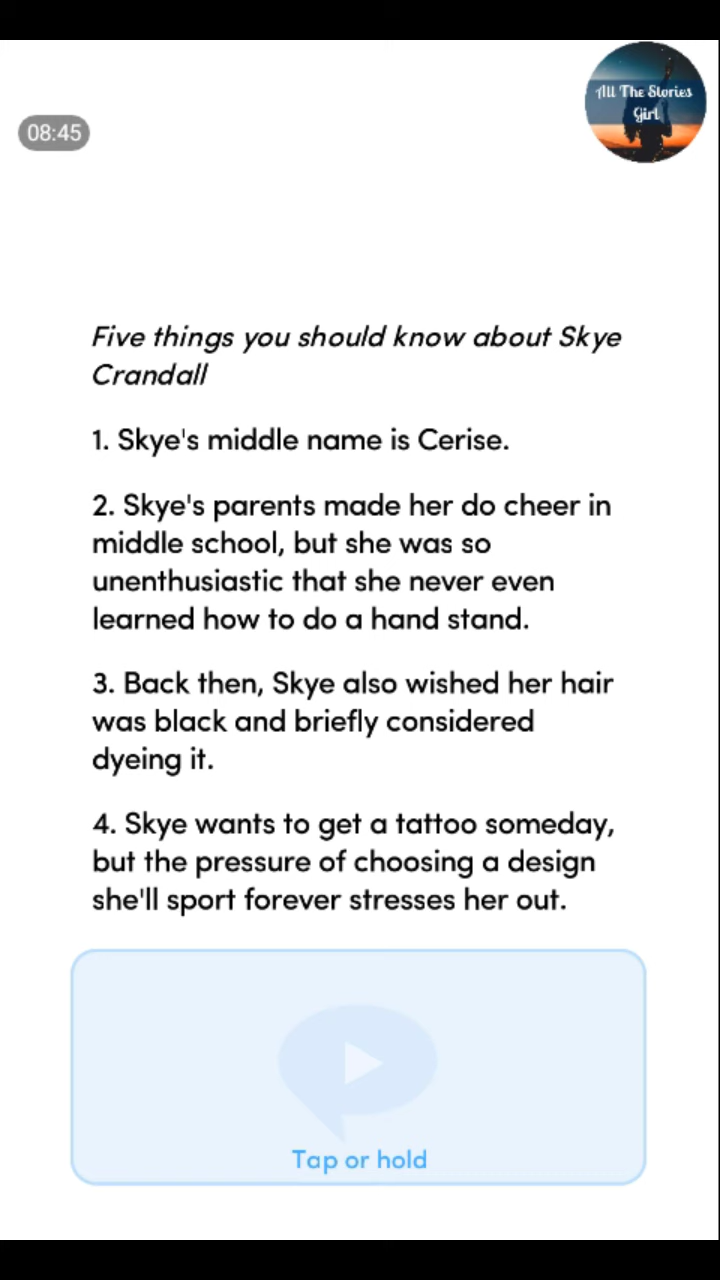 All The Stories
Girl
08:45
Five things you should know about Skye
Crandall
1. Skye's middle name is Cerise.
2. Skye's parents made her do cheer in
middle school, but she was so
unenthusiastic that she never even
learned how to do a hand stand.
3. Back then, Skye also wished her hair
was black and briefly considered
dyeing it.
4. Skye wants to get a tattoo someday,
but the pressure of choosing a design
she'll sport forever stresses her out.
Tap or hold